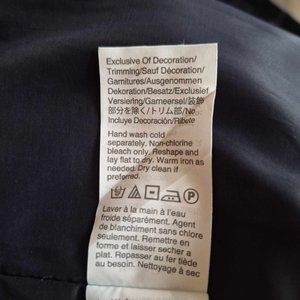 Exclusive Of Decoration/
Trimming/Sauf Décoration/
Garnitures/Ausgenommen
Dekoration/Besatz/Exclusief
Versiering/Garneersel/装飾
部分を除く/トリム部/No
Incluye Decoración/Ribete
Hand wash cold
separately. Non-chlorine
bleach only. Reshape and
lay flat to dry. Warm iron as
needed. Dry clean if
preferred.
Laver à la main à l'eau
froide séparément. Agent
de blanchiment sans chlore
seulement. Remettre en
forme et laisser sécher à
plat. Repasser au fer tiède
au besoin. Nettoyage à sec